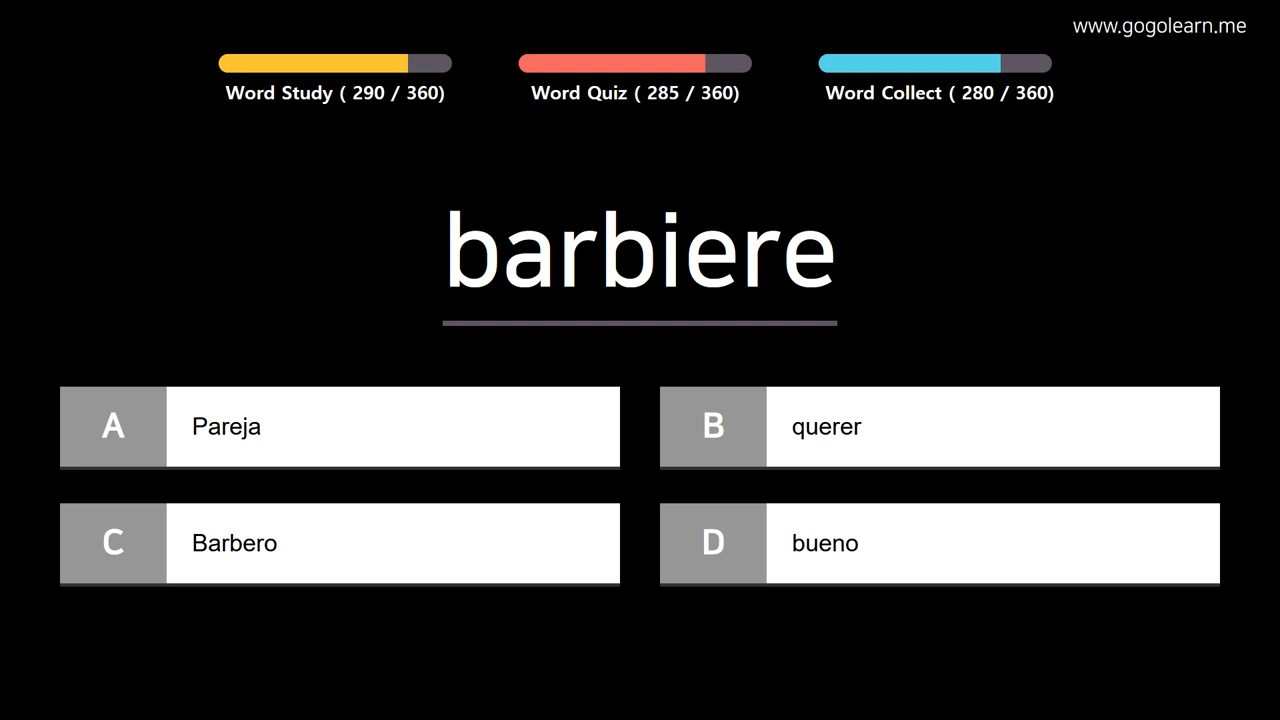 www.gogolearn.me
Word Study ( 290 / 360)
Word Quiz ( 285 / 360)
Word Collect ( 280 / 360)
barbiere
A
Pareja
B
querer
C
Barbero
D
bueno